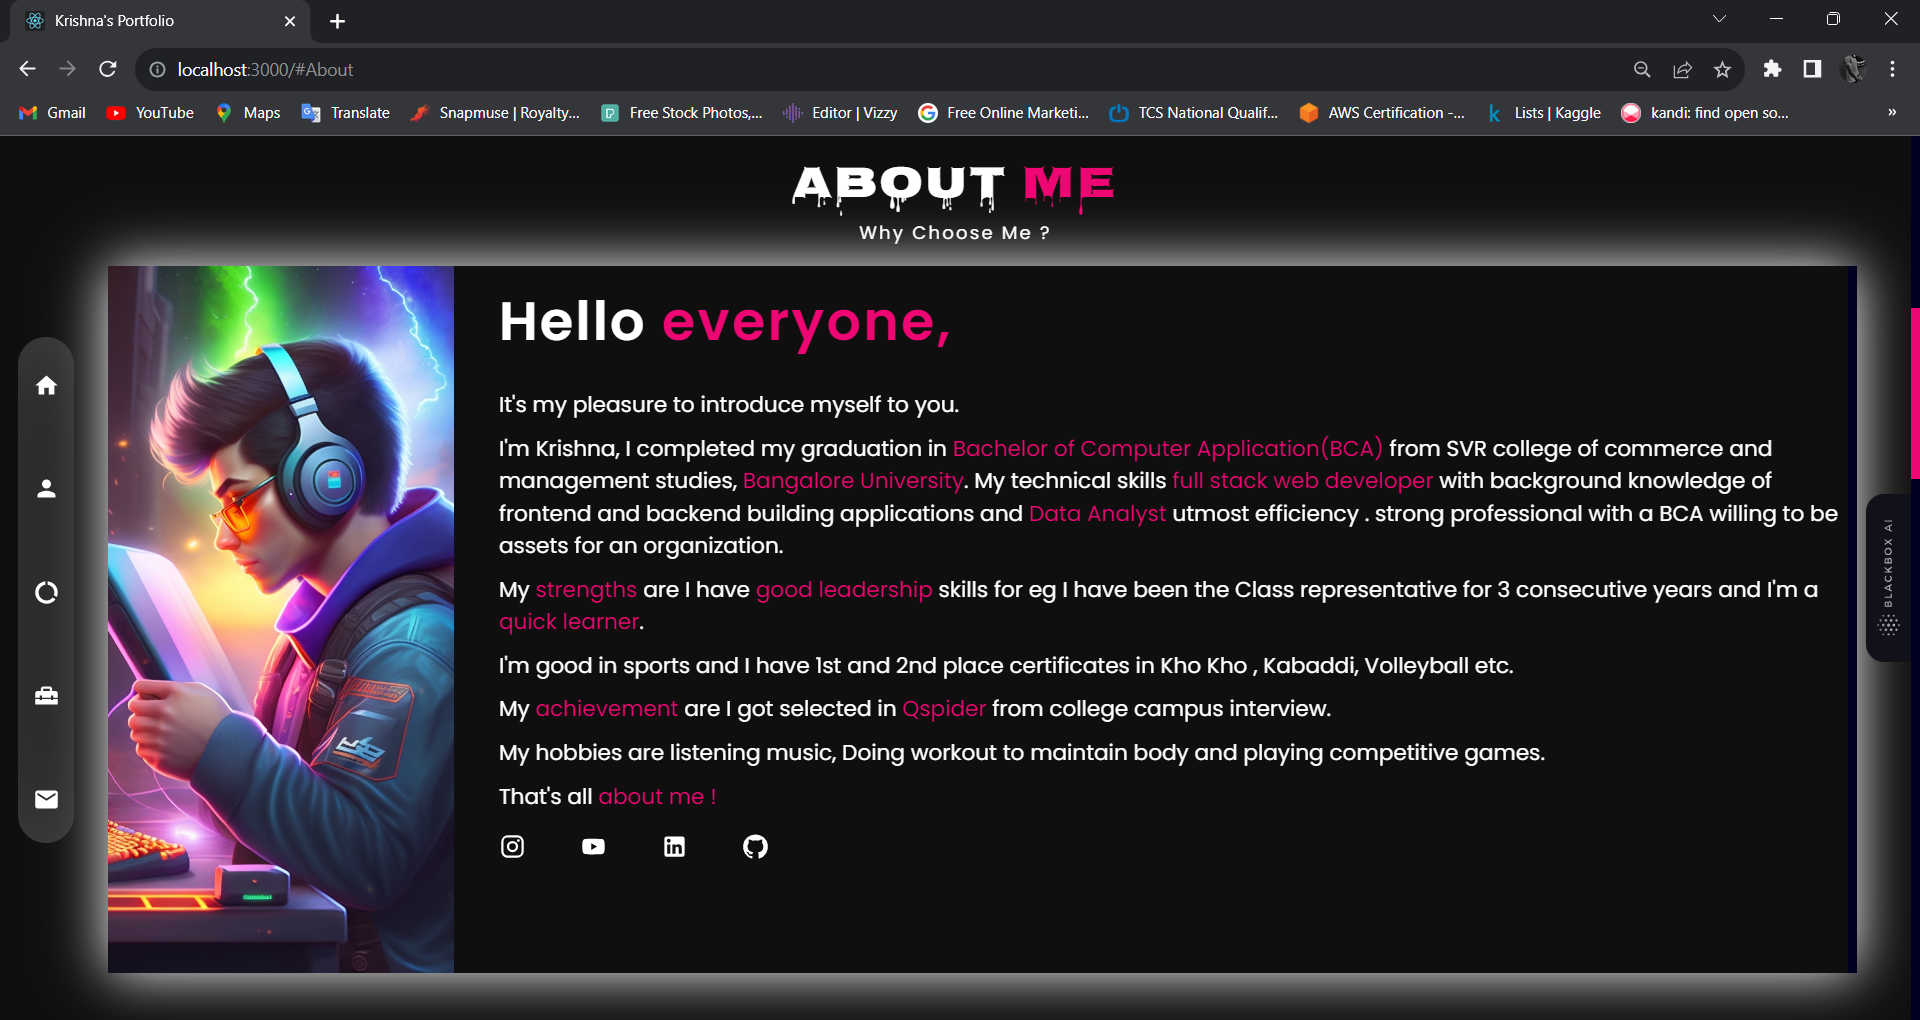 Krishna's Portfolio
localhost:3000/#About
Gmail YouTube Maps Translate Snapmuse | Royalty... Free Stock Photos,... Editor | Vizzy Free Online Marketi... TCS National Qualif... AWS Certification -... Lists | Kaggle kandi: find open so... »
ABOUT ME
Why Choose Me ?
Hello everyone,
It's my pleasure to introduce myself to you.
I'm Krishna, I completed my graduation in Bachelor of Computer Application(BCA) from SVR college of commerce and
management studies, Bangalore University. My technical skills full stack web developer with background knowledge of
frontend and backend building applications and Data Analyst utmost efficiency . strong professional with a BCA willing to be
assets for an organization.
My strengths are I have good leadership skills for eg I have been the Class representative for 3 consecutive years and I'm a
quick learner.
I'm good in sports and I have 1st and 2nd place certificates in Kho Kho , Kabaddi, Volleyball etc.
My achievement are I got selected in Qspider from college campus interview.
My hobbies are listening music, Doing workout to maintain body and playing competitive games.
That's all about me !
BLACKBOX AI